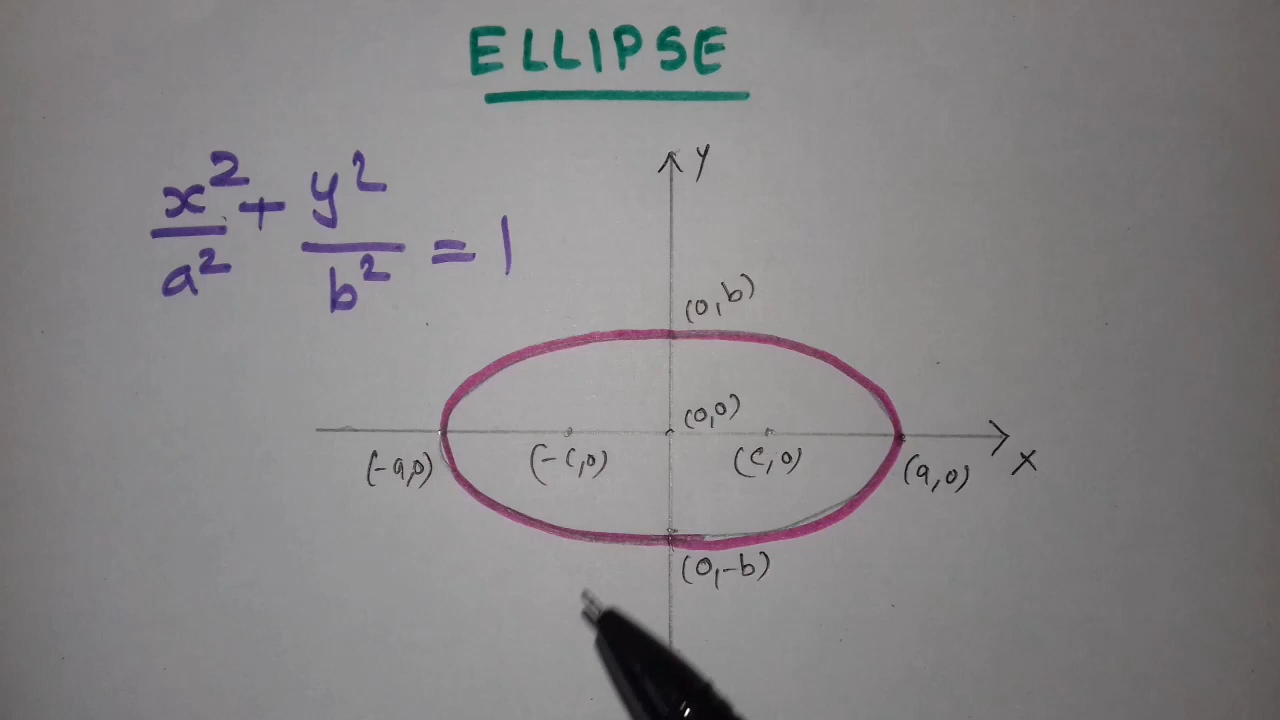 ELLIPSE
x²/a² + y²/b² = 1
y
(0,b)
(0,0)
(-a,0)
(-c,0)
(c,0)
(a,0)
x
(0,-b)